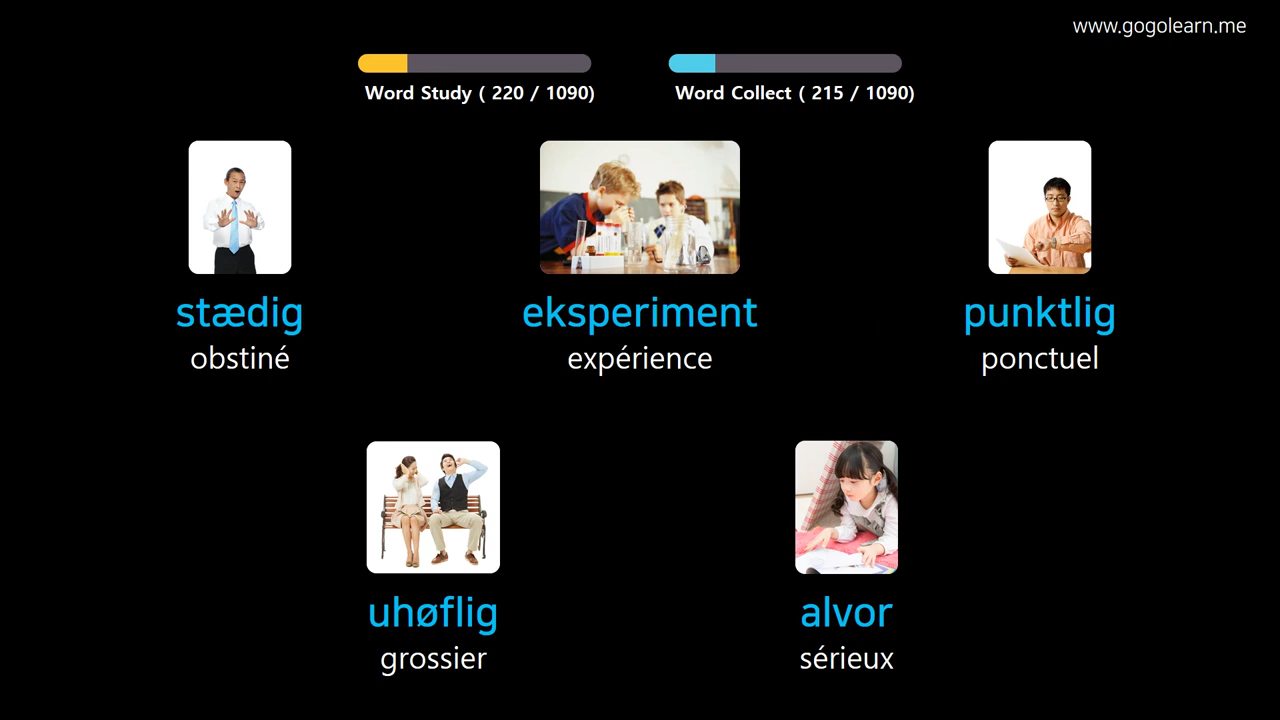 www.gogolearn.me
Word Study ( 220 / 1090)
Word Collect ( 215 / 1090)
stædig
obstiné
eksperiment
expérience
punktlig
ponctuel
uhøflig
grossier
alvor
sérieux